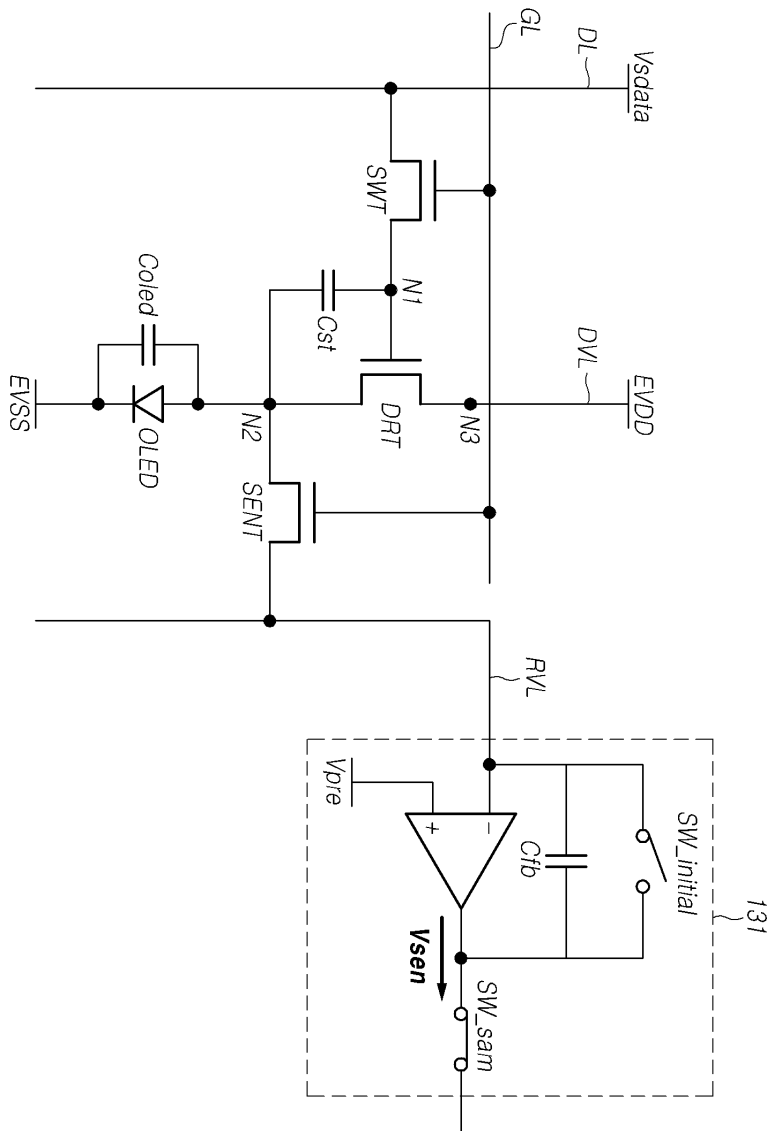 Vsdata
DL
GL
SWT
N1
Cst
Coled
EVSS
OLED
N2
DRT
N3
DVL
EVDD
SENT
RVL
Vpre
+
−
Cfb
SW_initial
131
Vsen
SW_sam